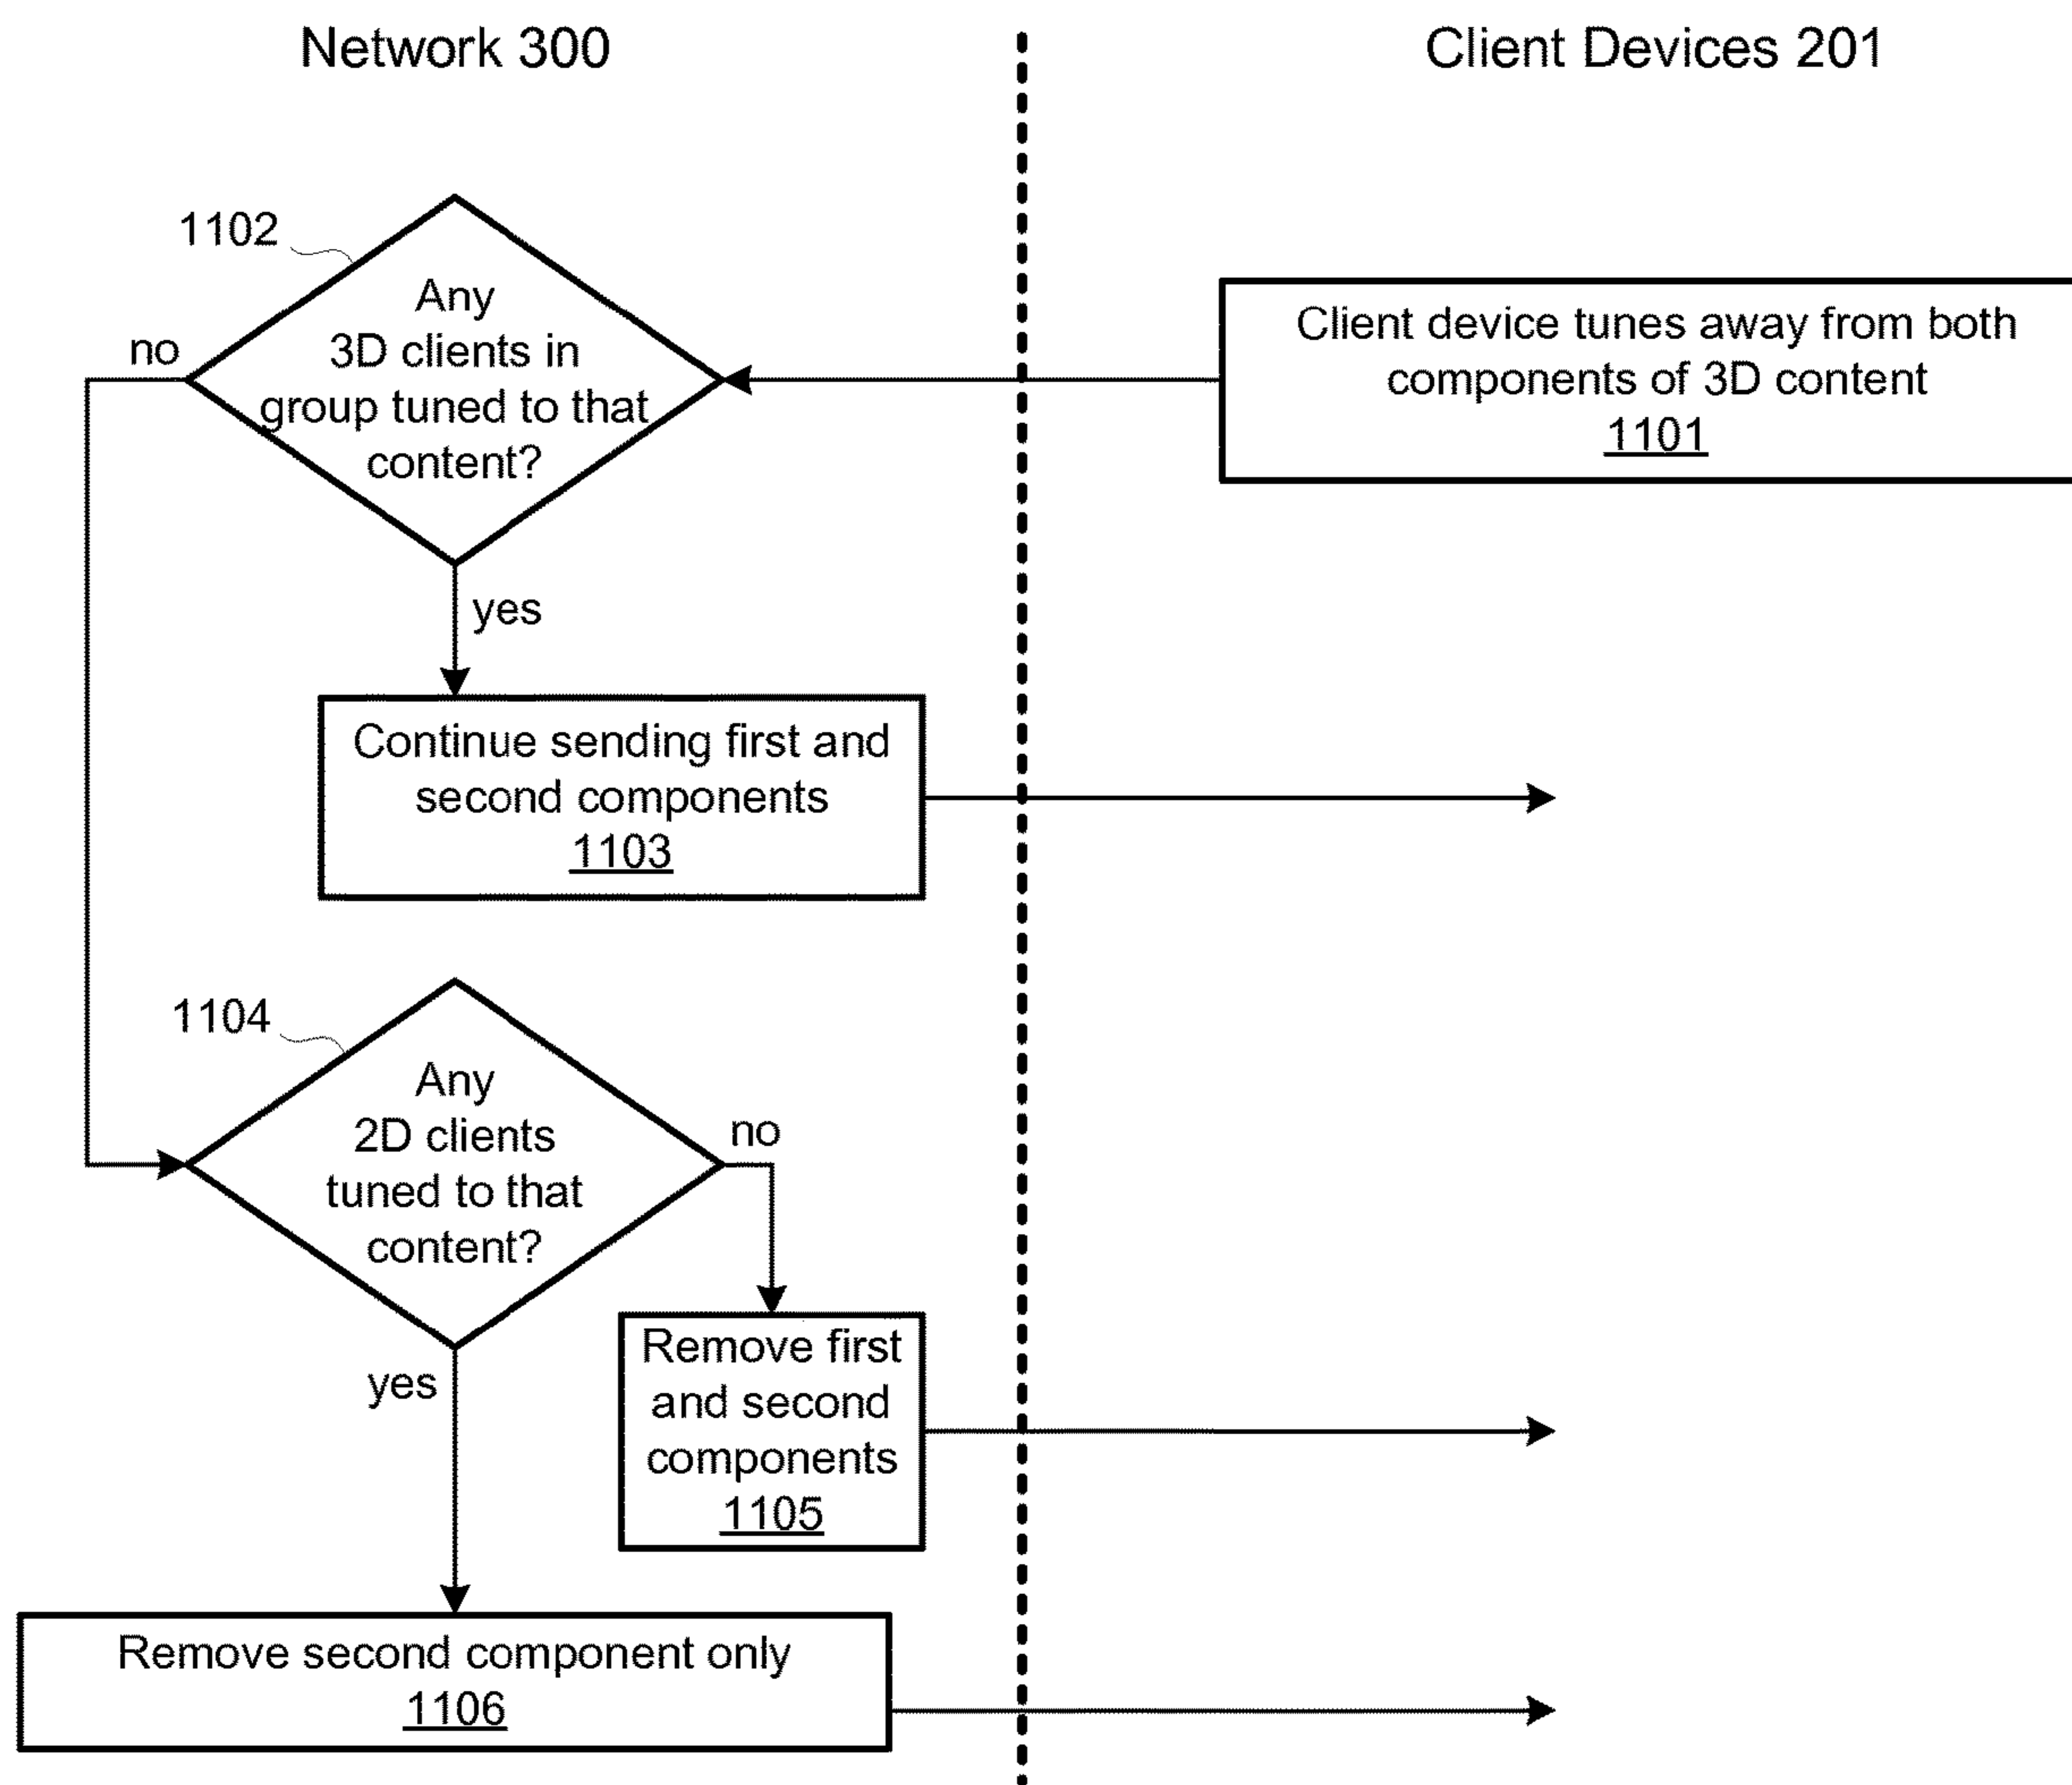 Network 300
Client Devices 201
1102
Any
3D clients in
group tuned to that
content?
no
yes
Client device tunes away from both
components of 3D content
1101
Continue sending first and
second components
1103
1104
Any
2D clients
tuned to that
content?
no
yes
Remove first
and second
components
1105
Remove second component only
1106